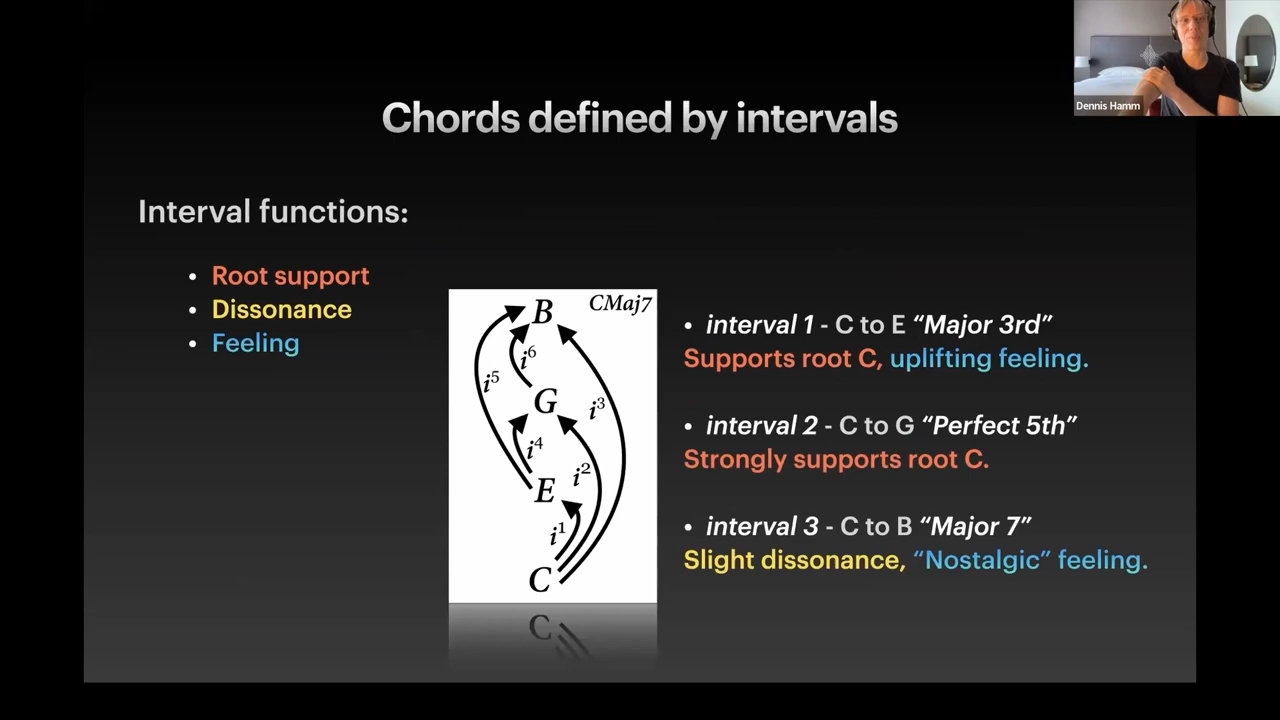 Dennis Hamm
Chords defined by intervals
Interval functions:
• Root support
• Dissonance
• Feeling
CMaj7
B
i⁶
i⁵
G
i³
i⁴
i²
E
i¹
C
C
• interval 1 - C to E “Major 3rd”
Supports root C, uplifting feeling.
• interval 2 - C to G “Perfect 5th”
Strongly supports root C.
• interval 3 - C to B “Major 7”
Slight dissonance, “Nostalgic” feeling.